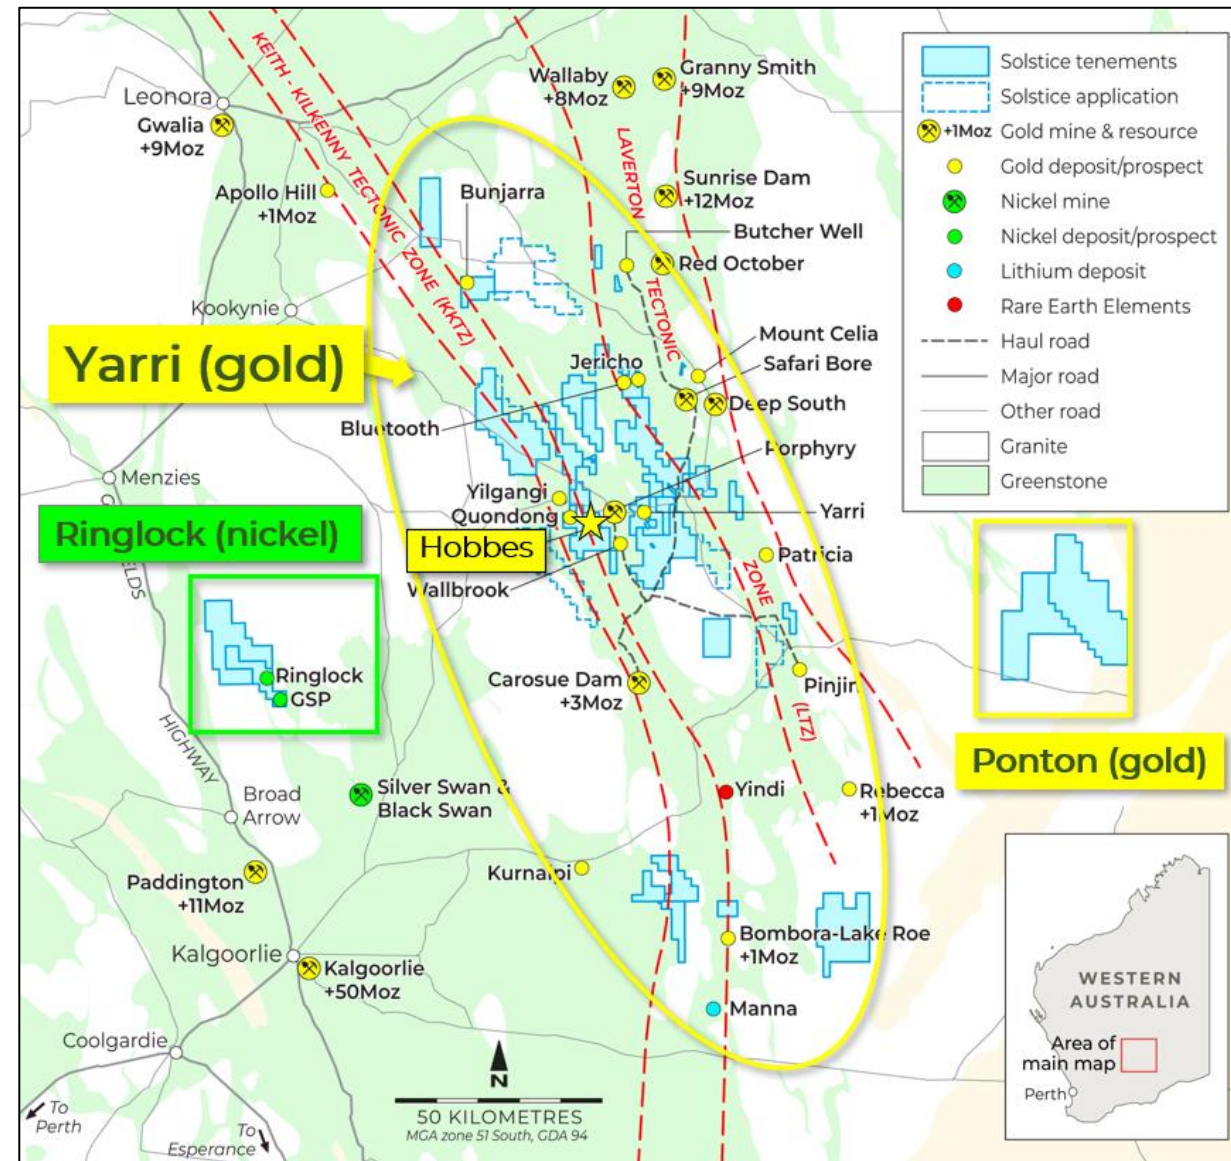 Leonora
Gwalia
+9Moz
KEITH - KILKENNY TECTONIC ZONE (KKTZ)
Wallaby
+8Moz
Granny Smith
+9Moz
LAVERTON
TECTONIC
ZONE
(LTZ)
Apollo Hill
+1Moz
Bunjarra
Sunrise Dam
+12Moz
Butcher Well
Red October
Kookynie
Mount Celia
Safari Bore
Yarri (gold)
Jericho
Deep South
Bluetooth
Porphyry
Menzies
Yilgangi
Quondong
Yarri
Ringlock (nickel)
Hobbes
Patricia
Wallbrook
Ringlock
GSP
Carosue Dam
+3Moz
Pinjin
HIGHWAY
Ponton (gold)
Silver Swan &
Black Swan
Yindi
Rebecca
+1Moz
Broad
Arrow
Kurnalpi
Paddington
+11Moz
Kalgoorlie
Bombora-Lake Roe
+1Moz
Kalgoorlie
+50Moz
Manna
Coolgardie
N
50 KILOMETRES
MGA zone 51 South, GDA 94
To
Perth
To
Esperance
Solstice tenements
Solstice application
+1Moz Gold mine & resource
Gold deposit/prospect
Nickel mine
Nickel deposit/prospect
Lithium deposit
Rare Earth Elements
Haul road
Major road
Other road
Granite
Greenstone
WESTERN
AUSTRALIA
Area of
main map
Perth